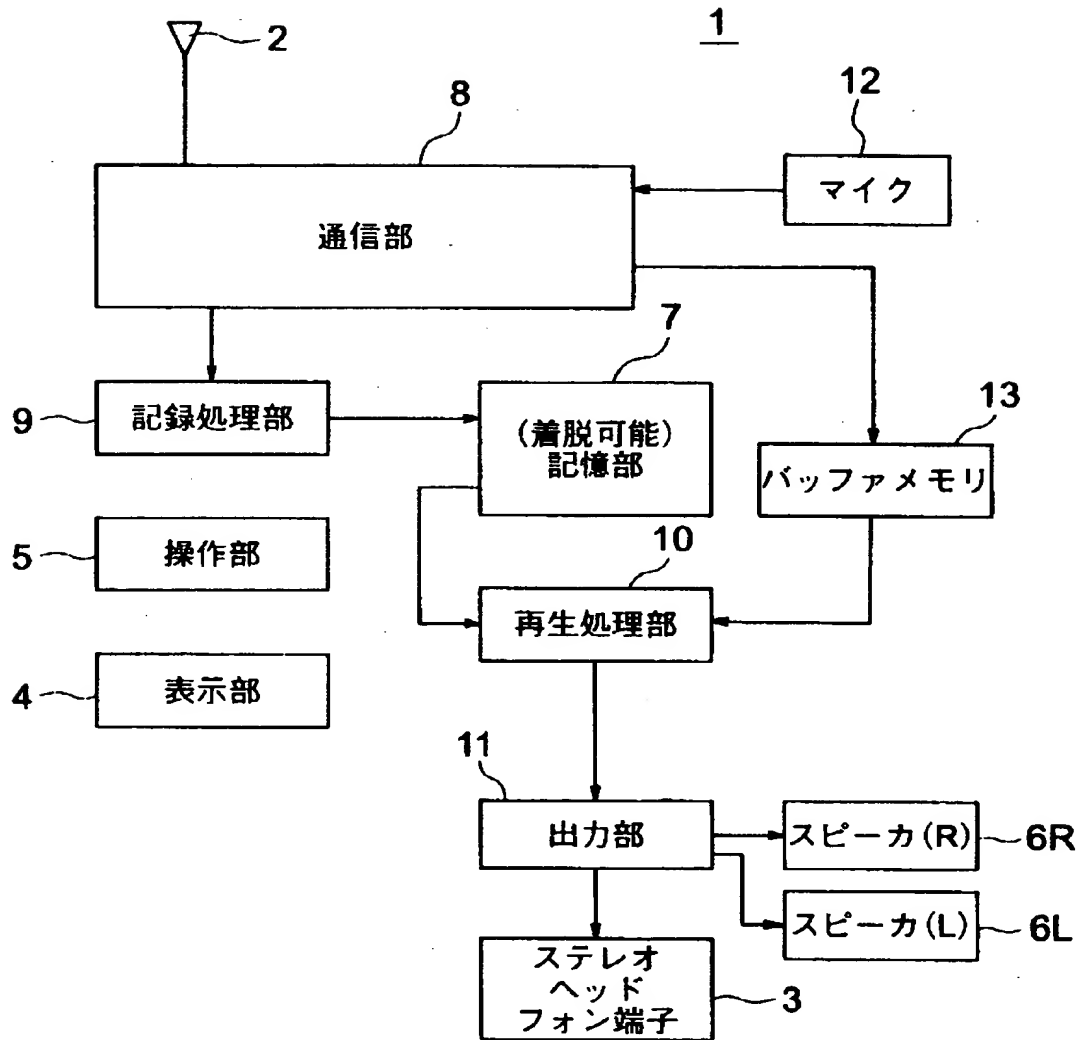 1
2
8
12
マイク
通信部
7
9
記録処理部
(着脱可能)
記憶部
13
バッファメモリ
5
操作部
10
再生処理部
4
表示部
11
出力部
スピーカ(R)
6R
スピーカ(L)
6L
ステレオ
ヘッド
フォン端子
3